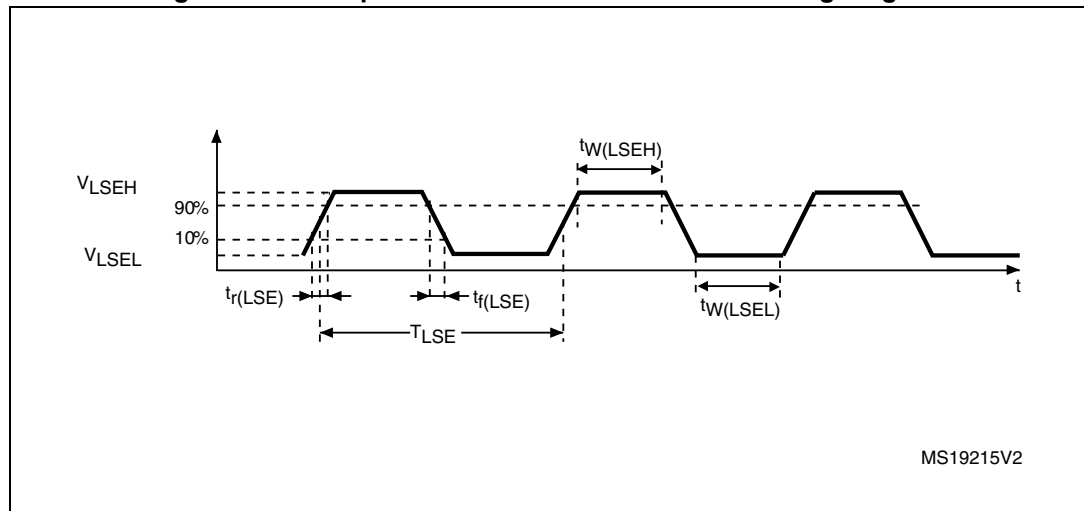 tW(LSEH)
VLSEH
90%
10%
VLSEL
tr(LSE)
tf(LSE)
tW(LSEL)
t
TLSE
MS19215V2